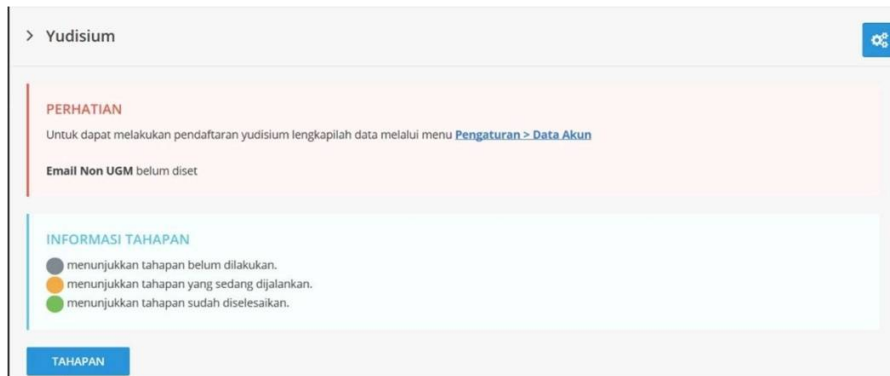 Yudisium
PERHATIAN
Untuk dapat melakukan pendaftaran yudisium lengkapilah data melalui menu Pengaturan > Data Akun
Email Non UGM belum diset
INFORMASI TAHAPAN
menunjukkan tahapan belum dilakukan.
menunjukkan tahapan yang sedang dijalankan.
menunjukkan tahapan sudah diselesaikan.
TAHAPAN